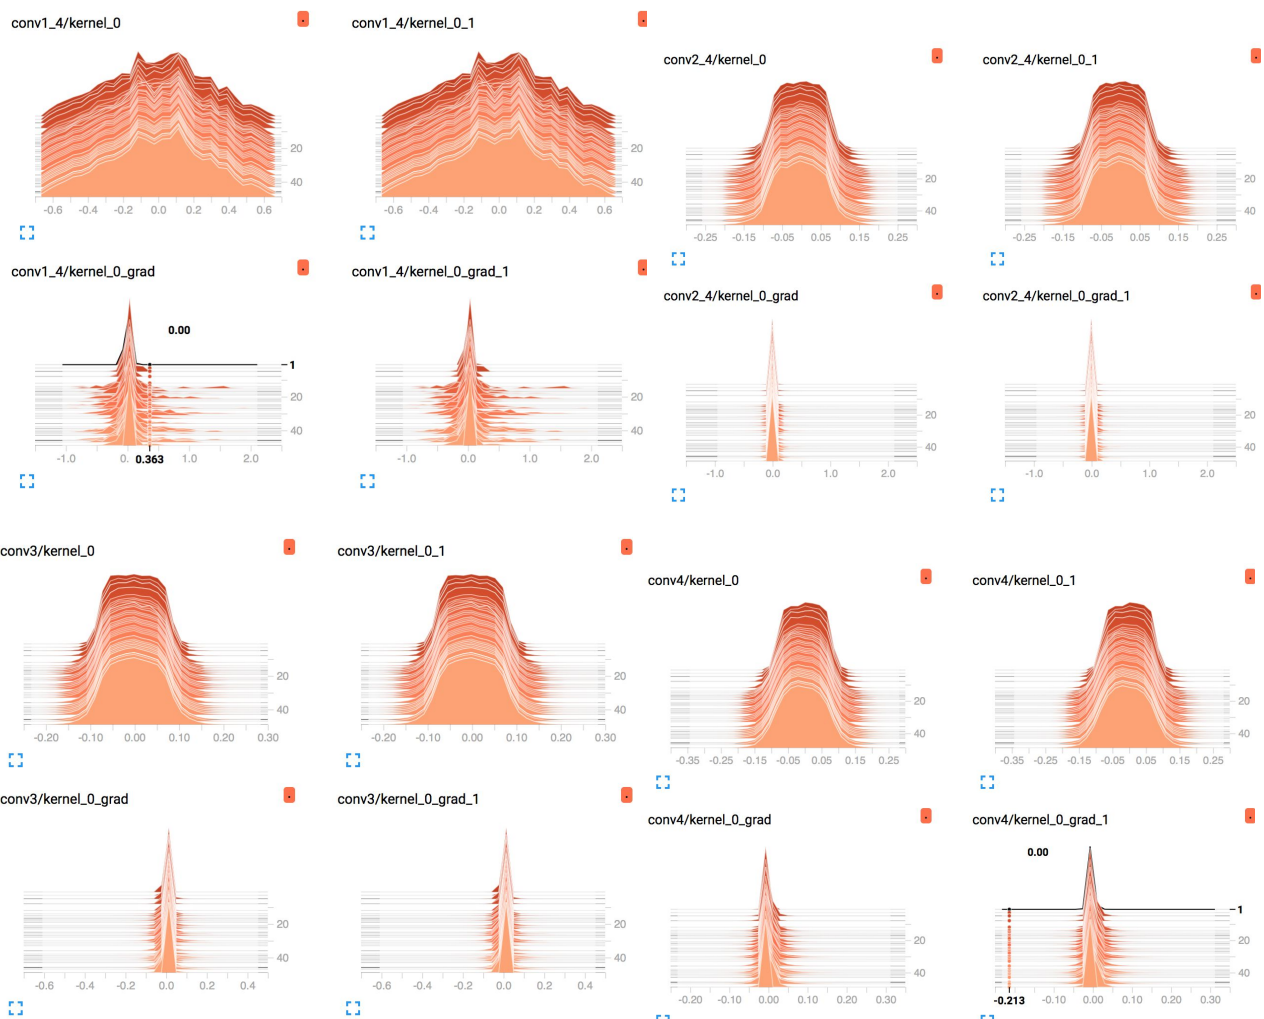 conv1_4/kernel_0
conv1_4/kernel_0_1
20
40
-0.6 -0.4 -0.2 0.0 0.2 0.4 0.6
20
40
-0.6 -0.4 -0.2 0.0 0.2 0.4 0.6
conv2_4/kernel_0
conv2_4/kernel_0_1
20
40
-0.25 -0.15 -0.05 0.05 0.15 0.25
20
40
-0.25 -0.15 -0.05 0.05 0.15 0.25
conv1_4/kernel_0_grad
conv1_4/kernel_0_grad_1
0.00
1
20
40
-1.0 0. 0.363 1.0 2.0
20
40
-1.0 0.0 1.0 2.0
conv2_4/kernel_0_grad
conv2_4/kernel_0_grad_1
20
40
-1.0 0.0 1.0 2.0
20
40
-1.0 0.0 1.0 2.0
conv3/kernel_0
conv3/kernel_0_1
20
40
-0.20 -0.10 0.00 0.10 0.20 0.30
20
40
-0.20 -0.10 0.00 0.10 0.20 0.30
conv4/kernel_0
conv4/kernel_0_1
20
40
-0.35 -0.25 -0.15 -0.05 0.05 0.15 0.25
20
40
-0.35 -0.25 -0.15 -0.05 0.05 0.15 0.25
conv3/kernel_0_grad
conv3/kernel_0_grad_1
20
40
-0.6 -0.4 -0.2 0.0 0.2 0.4
20
40
-0.6 -0.4 -0.2 0.0 0.2 0.4
conv4/kernel_0_grad
conv4/kernel_0_grad_1
20
40
-0.20 -0.10 0.00 0.10 0.20 0.30
0.00
1
20
40
-0.213 -0.10 0.00 0.10 0.20 0.30